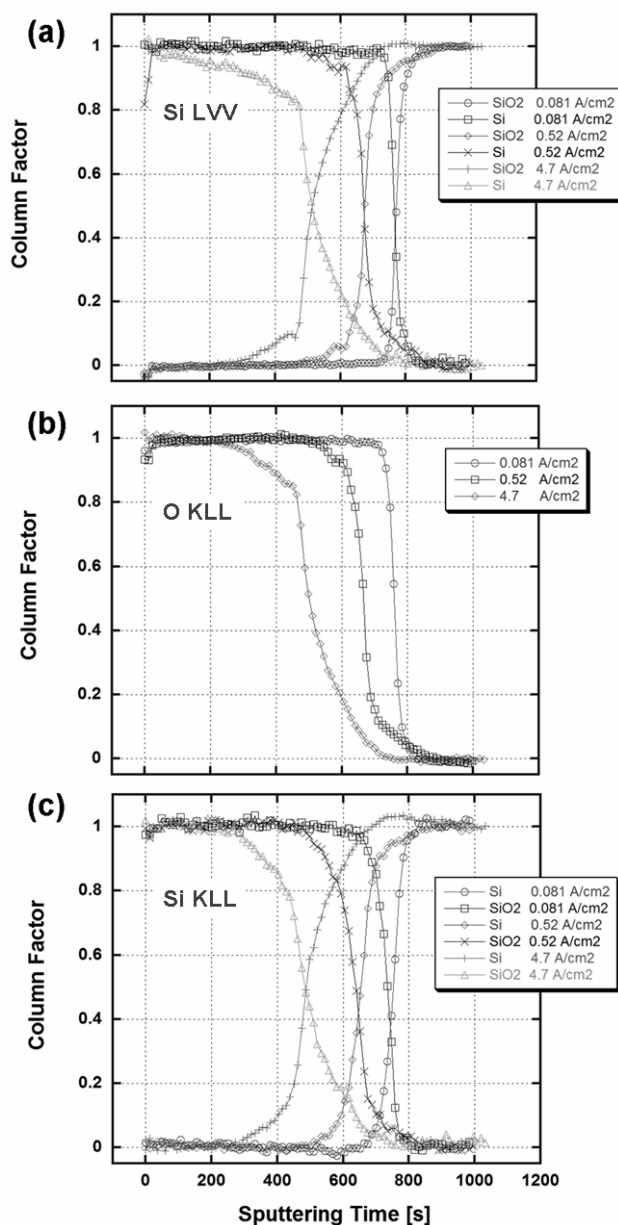 (a)
1
0.8
0.6
0.4
0.2
0
Column Factor
Si LVV
SiO2 0.081 A/cm2
Si 0.081 A/cm2
SiO2 0.52 A/cm2
Si 0.52 A/cm2
SiO2 4.7 A/cm2
Si 4.7 A/cm2
(b)
1
0.8
0.6
0.4
0.2
0
Column Factor
O KLL
0.081 A/cm2
0.52 A/cm2
4.7 A/cm2
(c)
1
0.8
0.6
0.4
0.2
0
Column Factor
Si KLL
Si 0.081 A/cm2
SiO2 0.081 A/cm2
Si 0.52 A/cm2
SiO2 0.52 A/cm2
Si 4.7 A/cm2
SiO2 4.7 A/cm2
0 200 400 600 800 1000 1200
Sputtering Time [s]